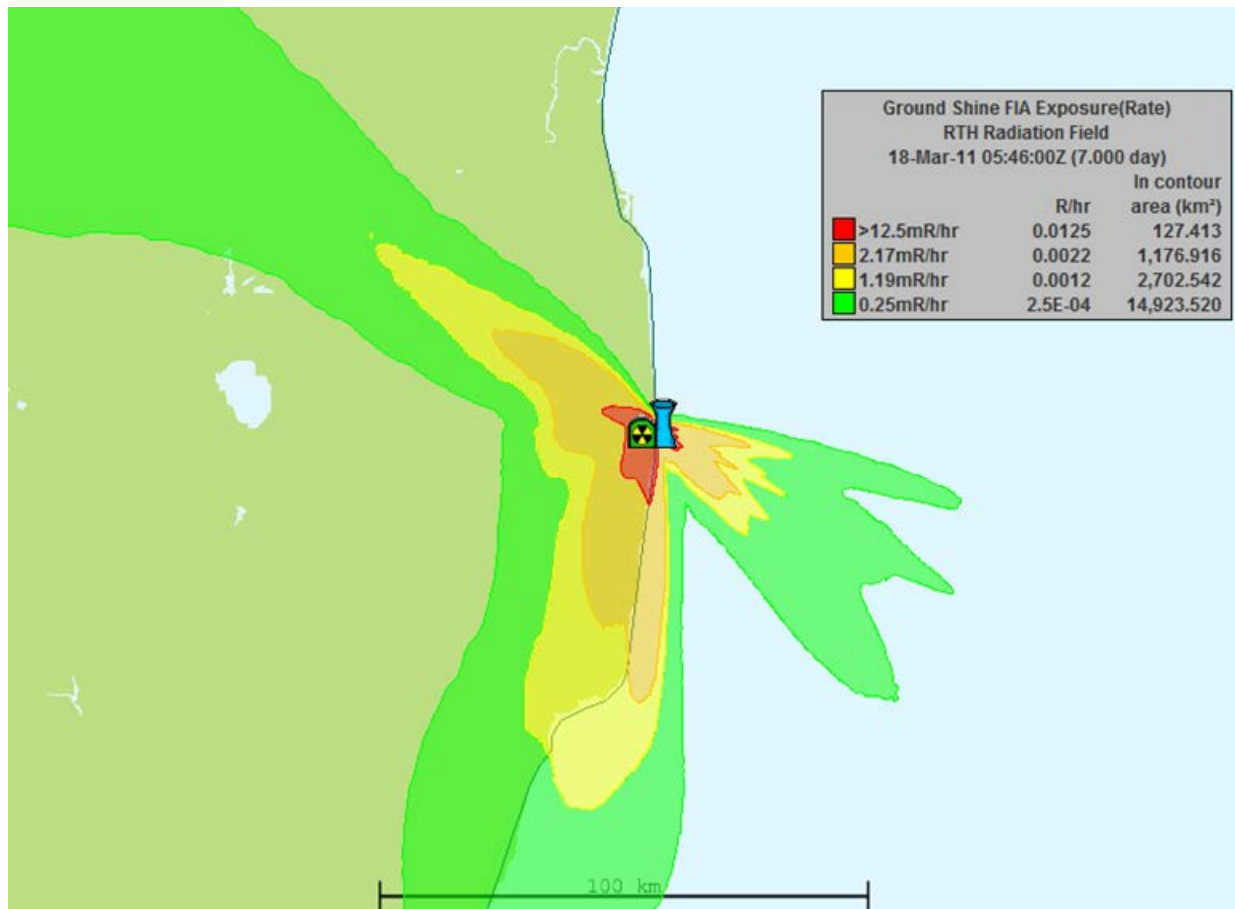 Ground Shine FIA Exposure(Rate)
RTH Radiation Field
18-Mar-11 05:46:00Z (7.000 day)
In contour
R/hr area (km²)
>12.5mR/hr 0.0125 127.413
2.17mR/hr 0.0022 1,176.916
1.19mR/hr 0.0012 2,702.542
0.25mR/hr 2.5E-04 14,923.520
100 km